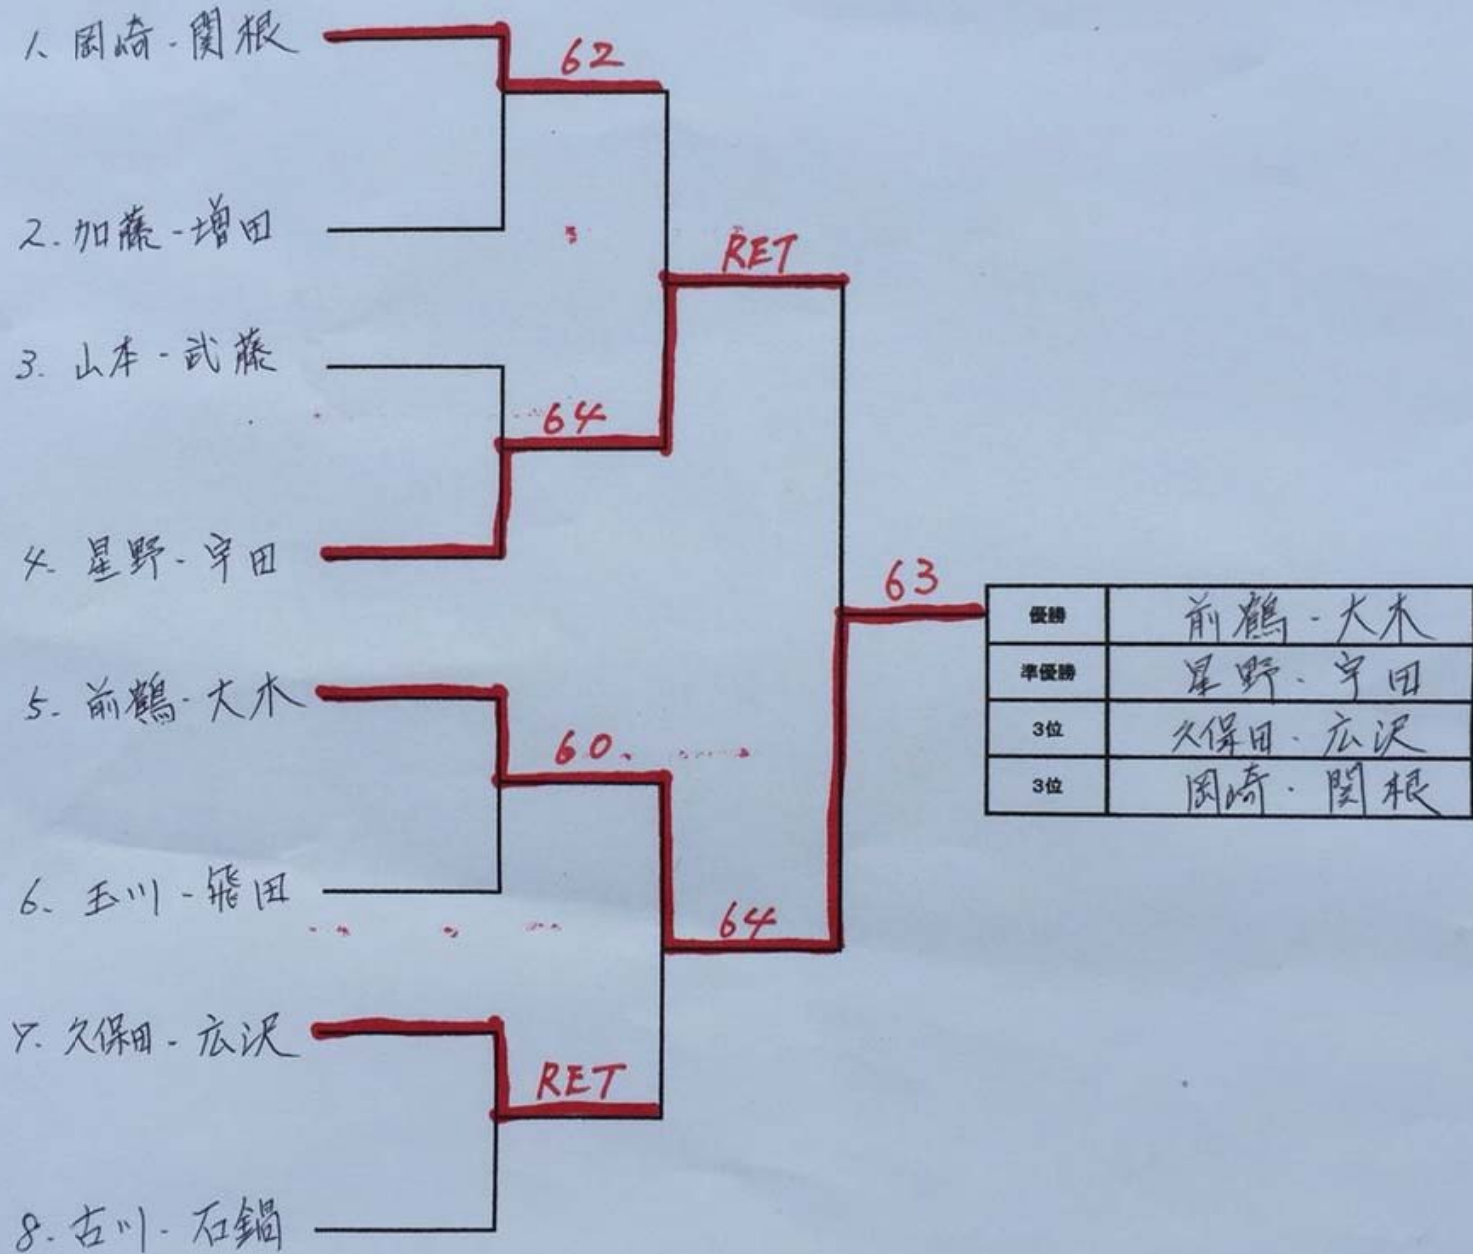 1. 岡崎 - 関根
62
2. 加藤 - 増田
RET
3. 山本 - 武藤
64
4. 星野 - 宇田
63
優勝 前鶴 - 大木
準優勝 星野 - 宇田
3位 久保田 - 広沢
3位 岡崎 - 関根
5. 前鶴 - 大木
60
6. 玉川 - 飛田
64
7. 久保田 - 広沢
RET
8. 古川 - 石鍋